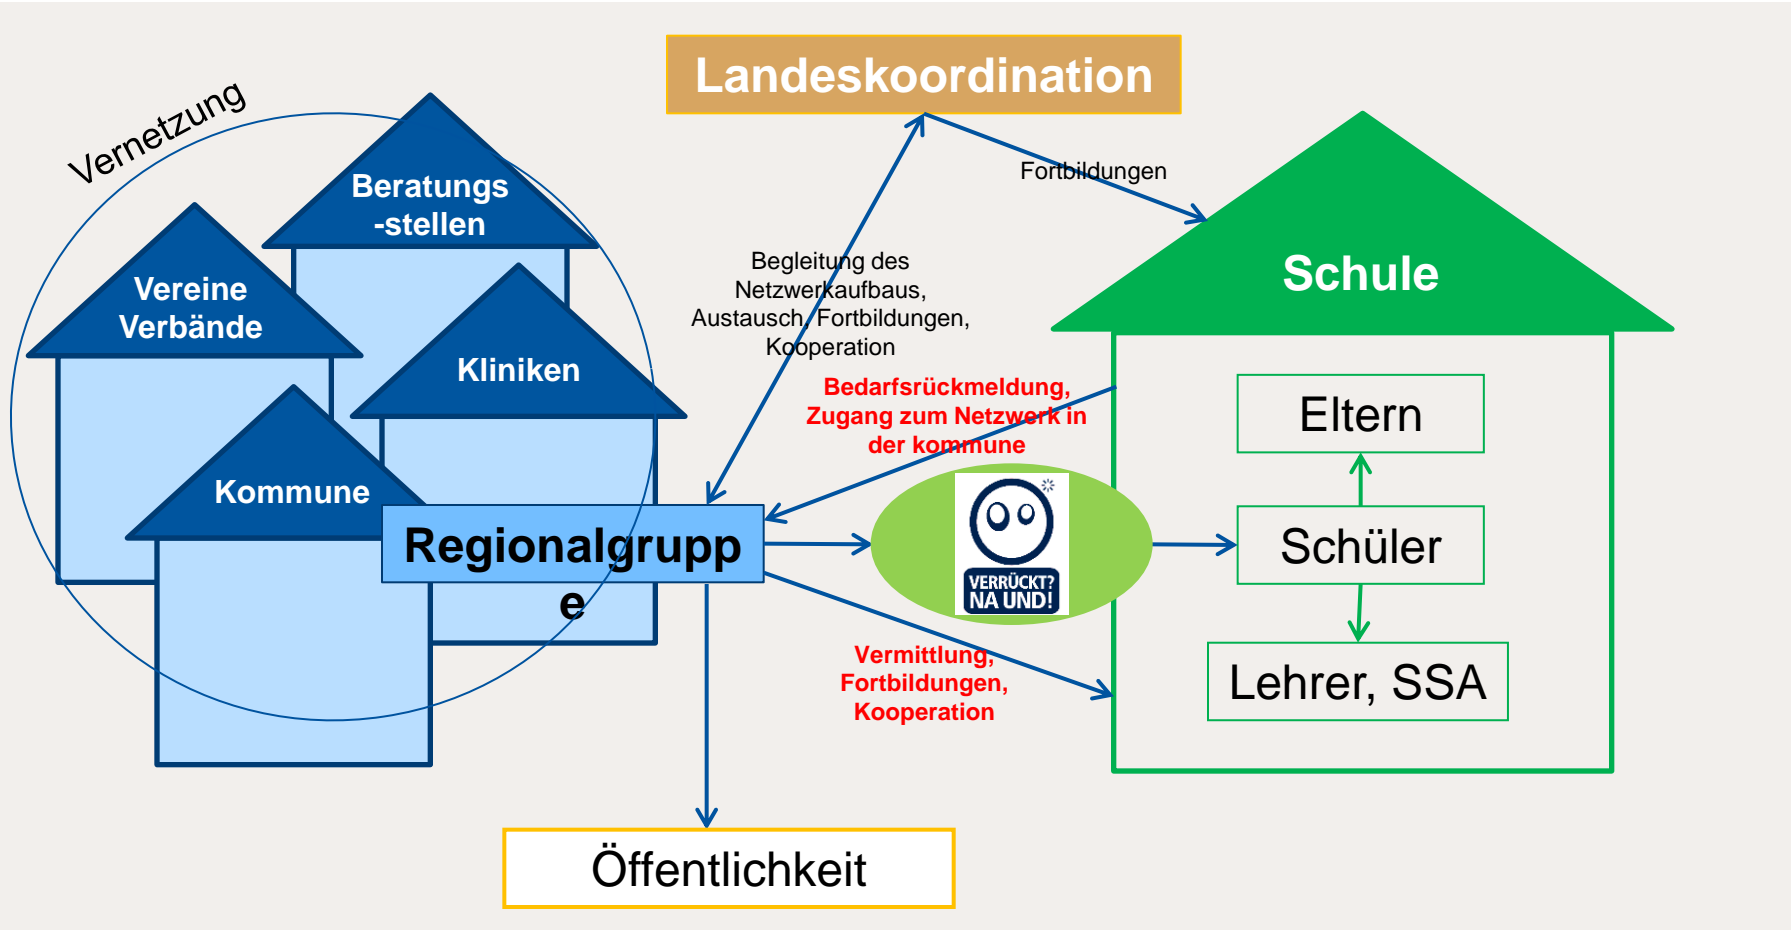 Landeskoordination
Vernetzung
Fortbildungen
Beratungs
-stellen
Begleitung des
Netzwerkaufbaus,
Austausch, Fortbildungen,
Kooperation
Schule
Vereine
Verbände
Kliniken
Bedarfsrückmeldung,
Zugang zum Netzwerk in
der kommune
Eltern
Kommune
Regionalgrupp
e
VERRÜCKT?
NA UND!
Schüler
Vermittlung,
Fortbildungen,
Kooperation
Lehrer, SSA
Öffentlichkeit